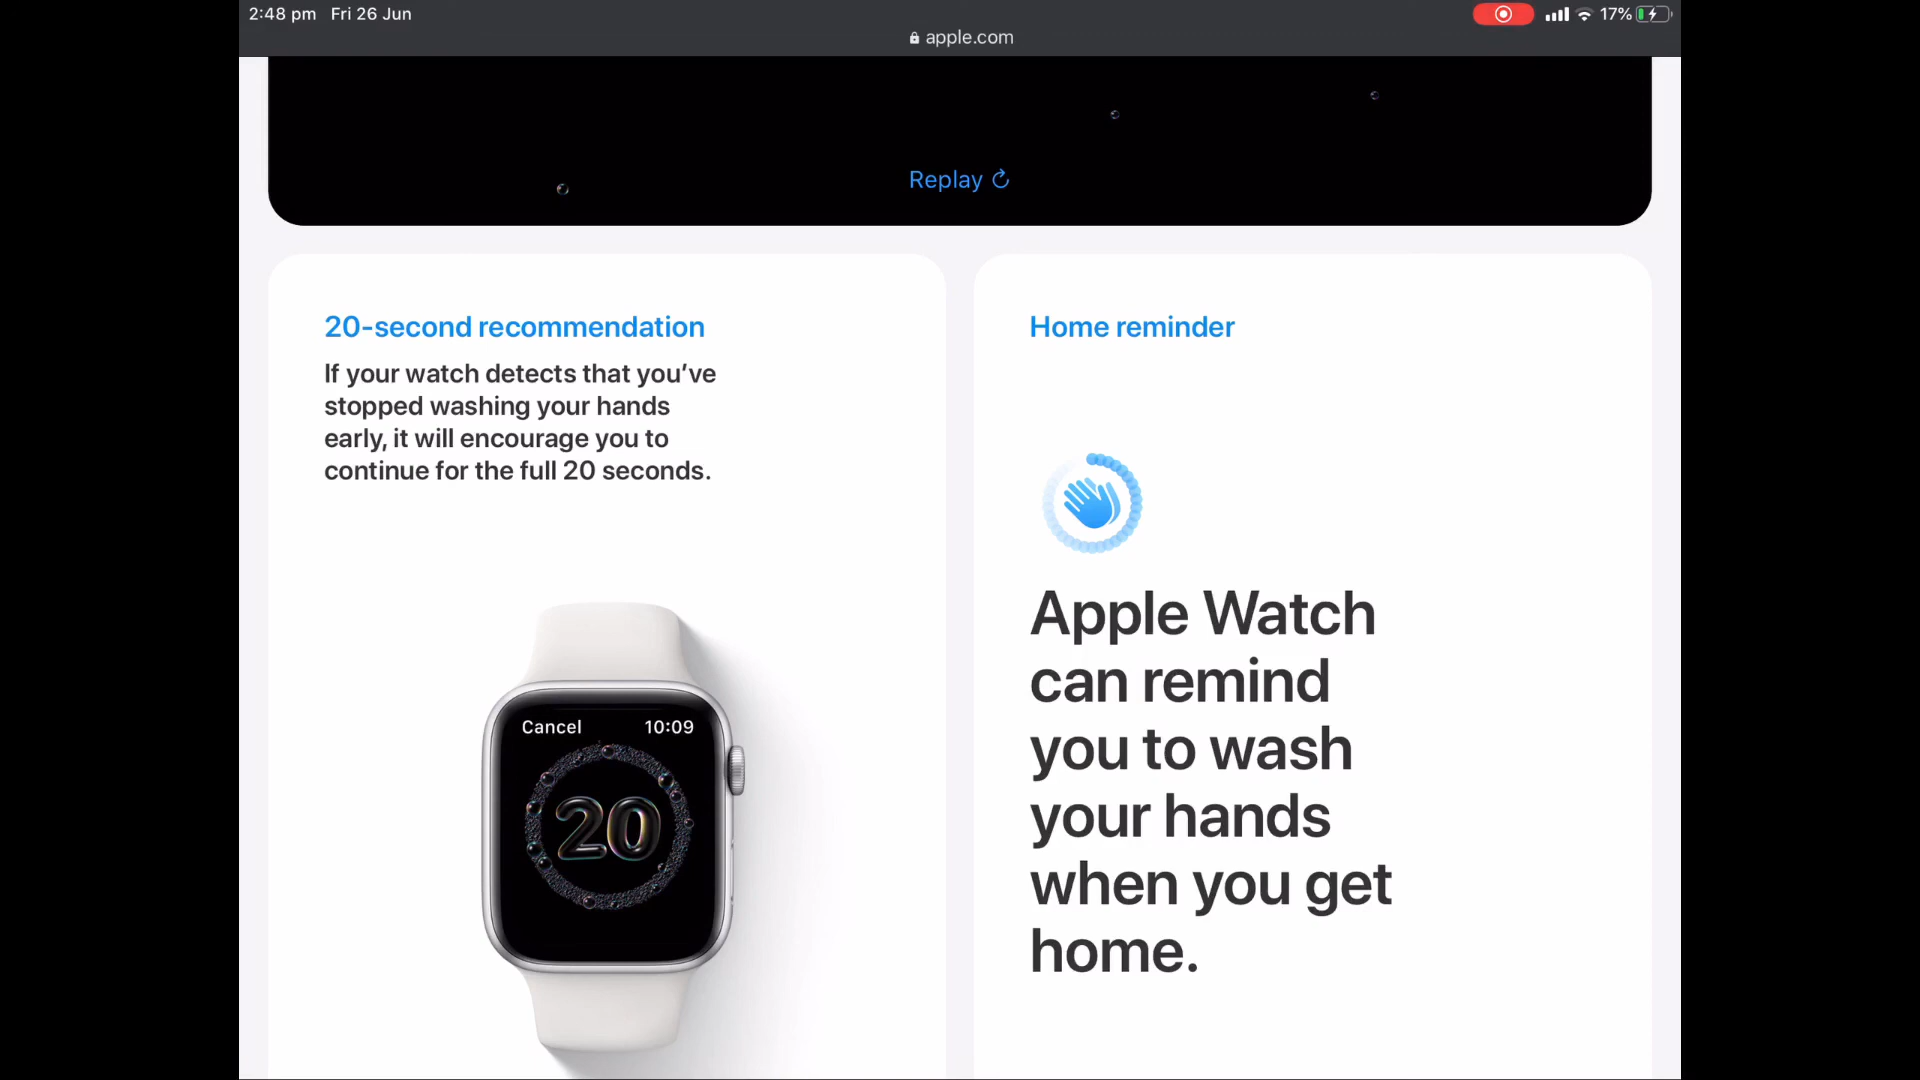 2:48 pm Fri 26 Jun
17%
apple.com
Replay
20-second recommendation
If your watch detects that you’ve
stopped washing your hands
early, it will encourage you to
continue for the full 20 seconds.
Cancel 10:09
20
Home reminder
Apple Watch
can remind
you to wash
your hands
when you get
home.